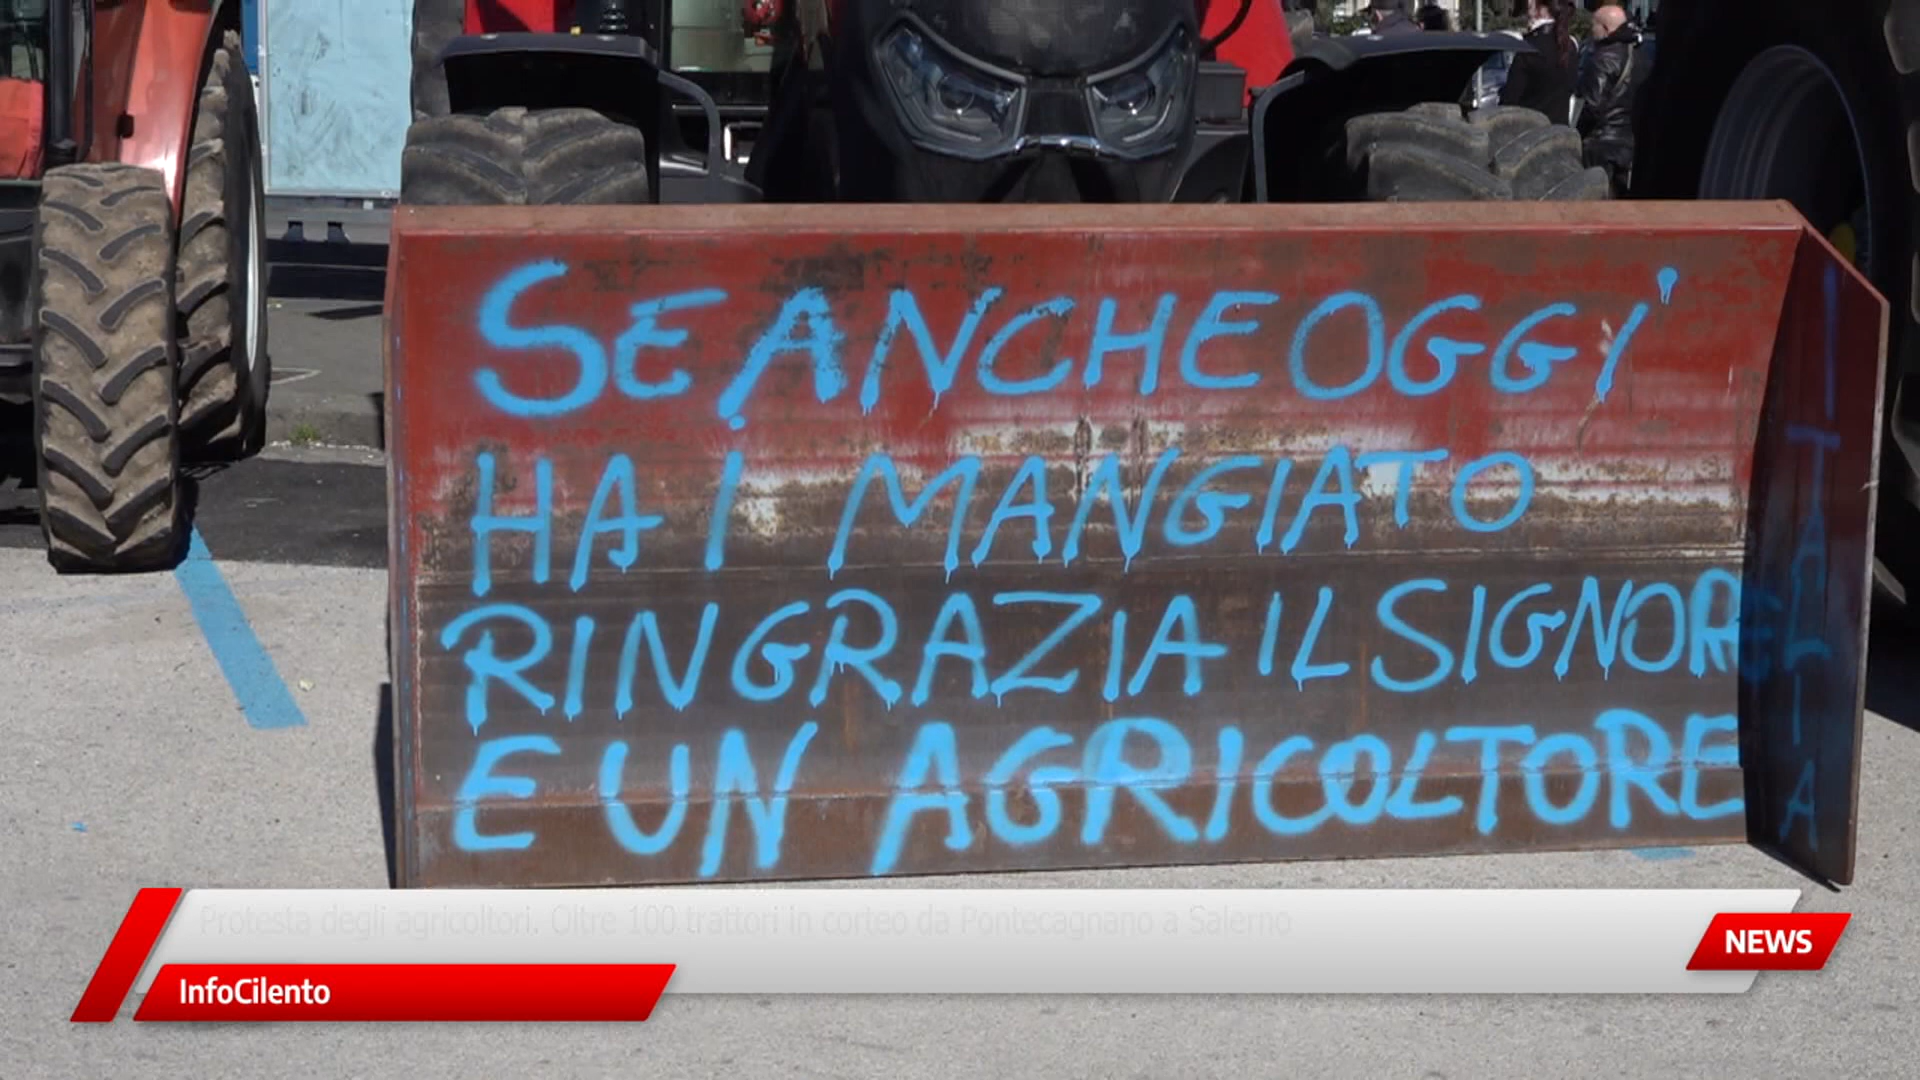 SE ANCHE OGGI
HAI MANGIATO
RINGRAZIA IL SIGNORE
E UN AGRICOLTORE
ITALIA
Protesta degli agricoltori. Oltre 100 trattori in corteo da Pontecagnano a Salerno
NEWS
InfoCilento